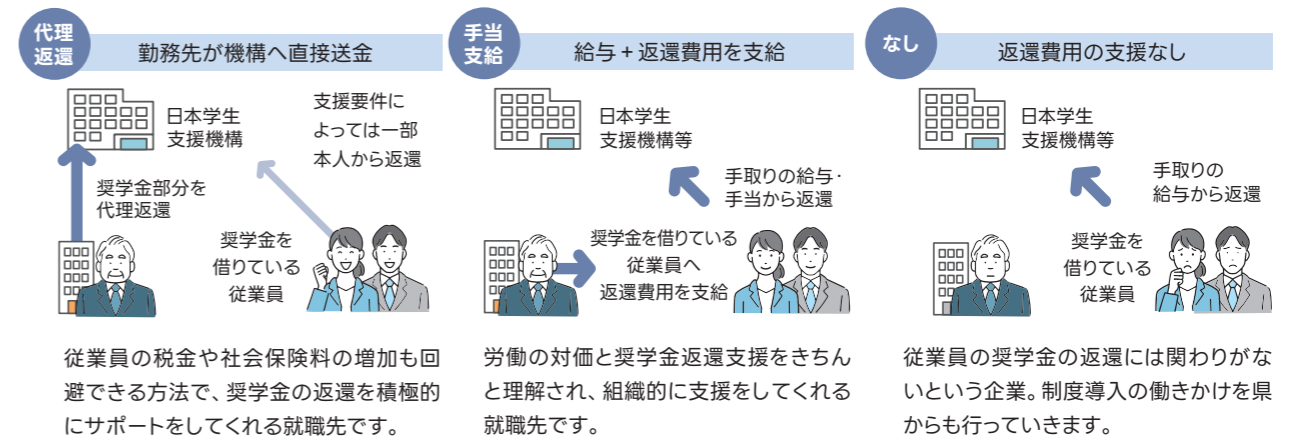 代理
返還
勤務先が機構へ直接送金
日本学生
支援機構
支援要件に
よっては一部
本人から返還
奨学金部分を
代理返還
奨学金を
借りている
従業員
従業員の税金や社会保険料の増加も回
避できる方法で、奨学金の返還を積極的
にサポートをしてくれる就職先です。
手当
支給
給与+返還費用を支給
日本学生
支援機構等
手取りの給与・
手当から返還
奨学金を借りている
従業員へ
返還費用を支給
労働の対価と奨学金返還支援をきちん
と理解され、組織的に支援をしてくれる
就職先です。
なし
返還費用の支援なし
日本学生
支援機構等
手取りの
給与から返還
奨学金を
借りている
従業員
従業員の奨学金の返還には関わりがな
いという企業。制度導入の働きかけを県
からも行っていきます。